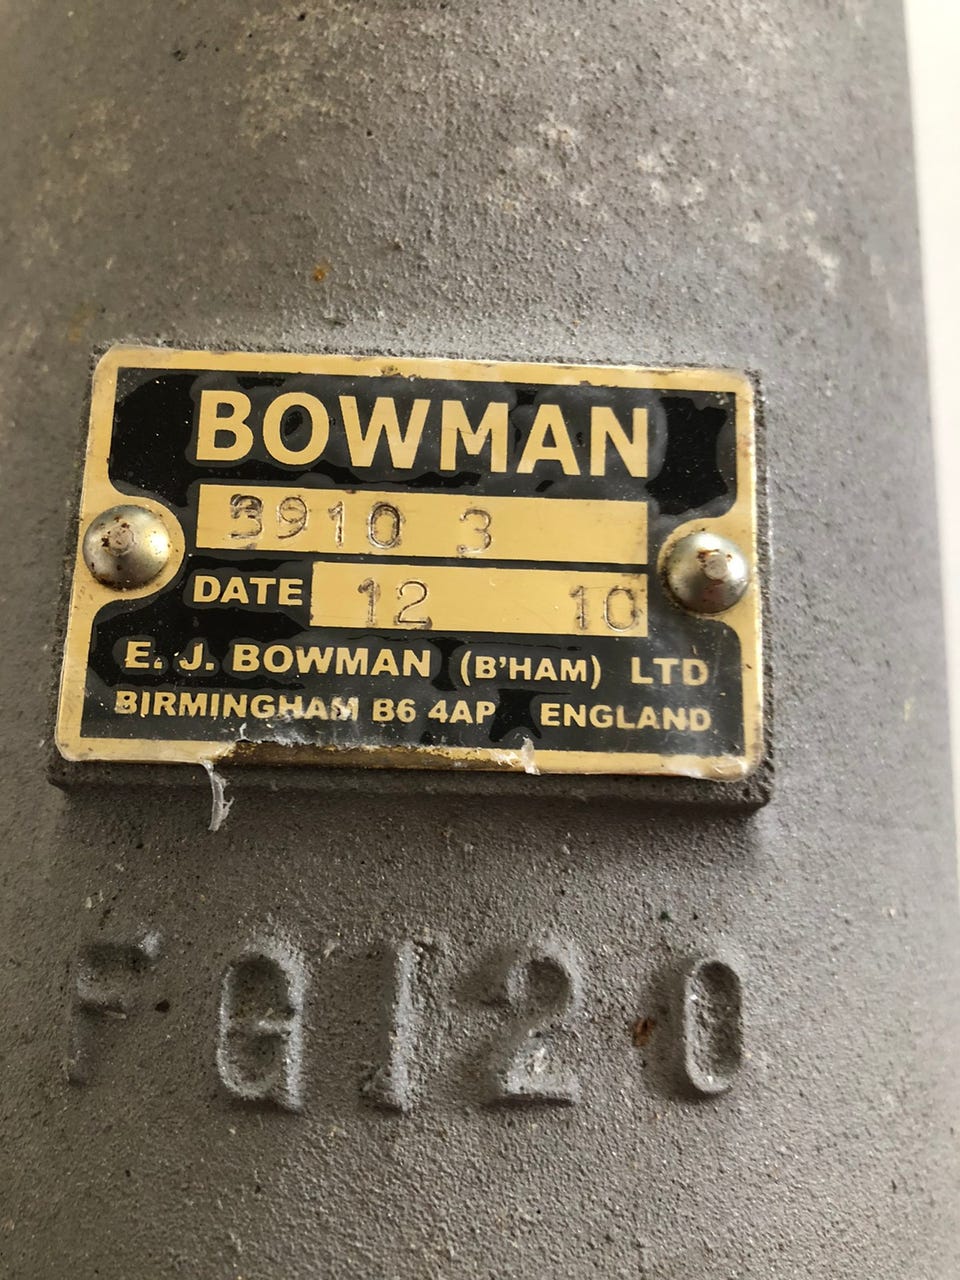 BOWMAN
3910 3
DATE 12 10
E. J. BOWMAN (B'HAM) LTD
BIRMINGHAM B6 4AP ENGLAND
FG120